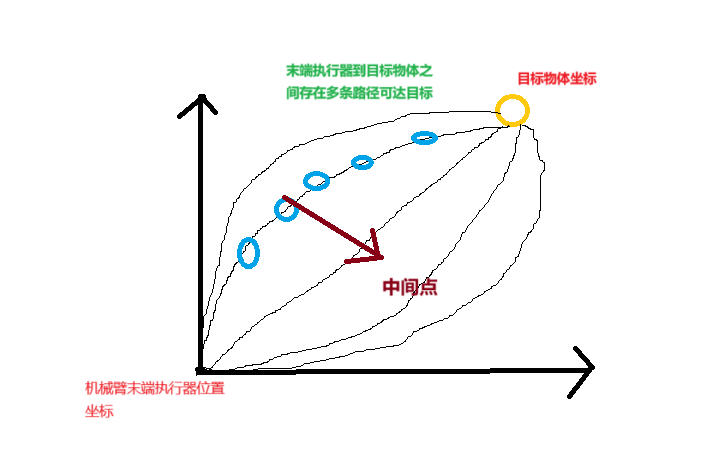 末端执行器到目标物体之
间存在多条路径可达目标
目标物体坐标
中间点
机械臂末端执行器位置
坐标